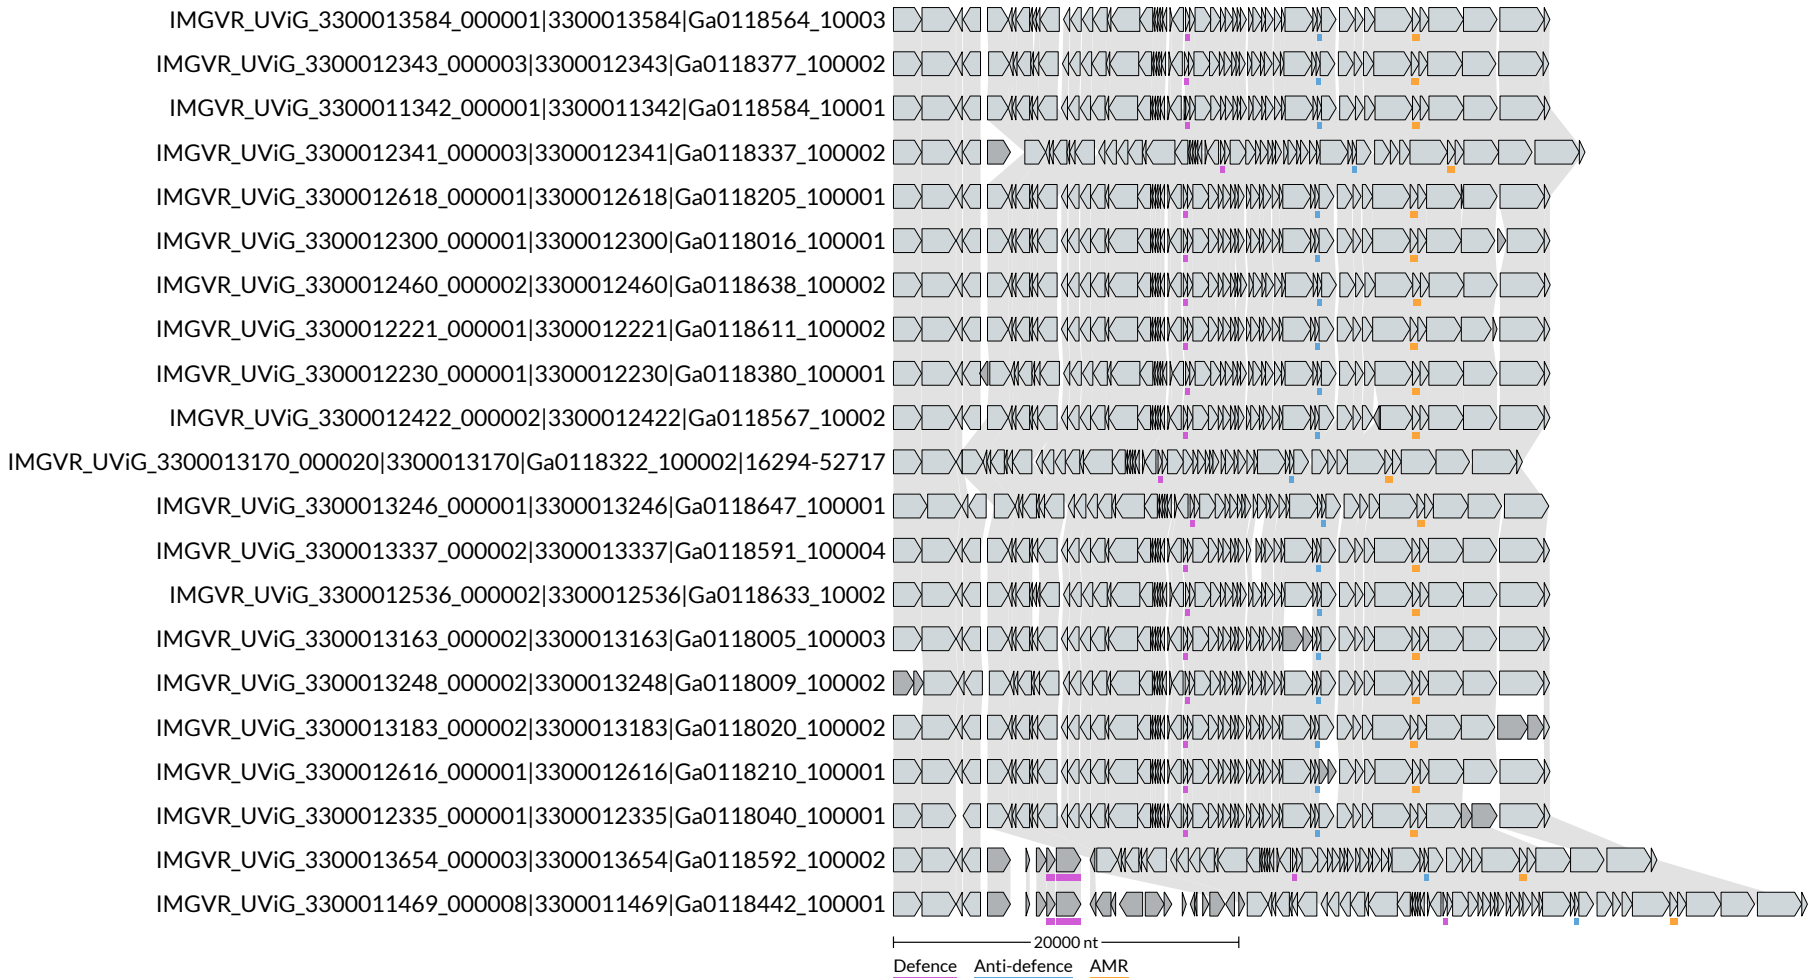 IMGVR_UViG_3300013584_000001|3300013584|Ga0118564_10003
IMGVR_UViG_3300012343_000003|3300012343|Ga0118377_100002
IMGVR_UViG_3300011342_000001|3300011342|Ga0118584_10001
IMGVR_UViG_3300012341_000003|3300012341|Ga0118337_100002
IMGVR_UViG_3300012618_000001|3300012618|Ga0118205_100001
IMGVR_UViG_3300012300_000001|3300012300|Ga0118016_100001
IMGVR_UViG_3300012460_000002|3300012460|Ga0118638_100002
IMGVR_UViG_3300012221_000001|3300012221|Ga0118611_100002
IMGVR_UViG_3300012230_000001|3300012230|Ga0118380_100001
IMGVR_UViG_3300012422_000002|3300012422|Ga0118567_10002
IMGVR_UViG_3300013170_000020|3300013170|Ga0118322_100002|16294-52717
IMGVR_UViG_3300013246_000001|3300013246|Ga0118647_100001
IMGVR_UViG_3300013337_000002|3300013337|Ga0118591_100004
IMGVR_UViG_3300012536_000002|3300012536|Ga0118633_10002
IMGVR_UViG_3300013163_000002|3300013163|Ga0118005_100003
IMGVR_UViG_3300013248_000002|3300013248|Ga0118009_100002
IMGVR_UViG_3300013183_000002|3300013183|Ga0118020_100002
IMGVR_UViG_3300012616_000001|3300012616|Ga0118210_100001
IMGVR_UViG_3300012335_000001|3300012335|Ga0118040_100001
IMGVR_UViG_3300013654_000003|3300013654|Ga0118592_100002
IMGVR_UViG_3300011469_000008|3300011469|Ga0118442_100001
20000 nt
Defence Anti-defence AMR